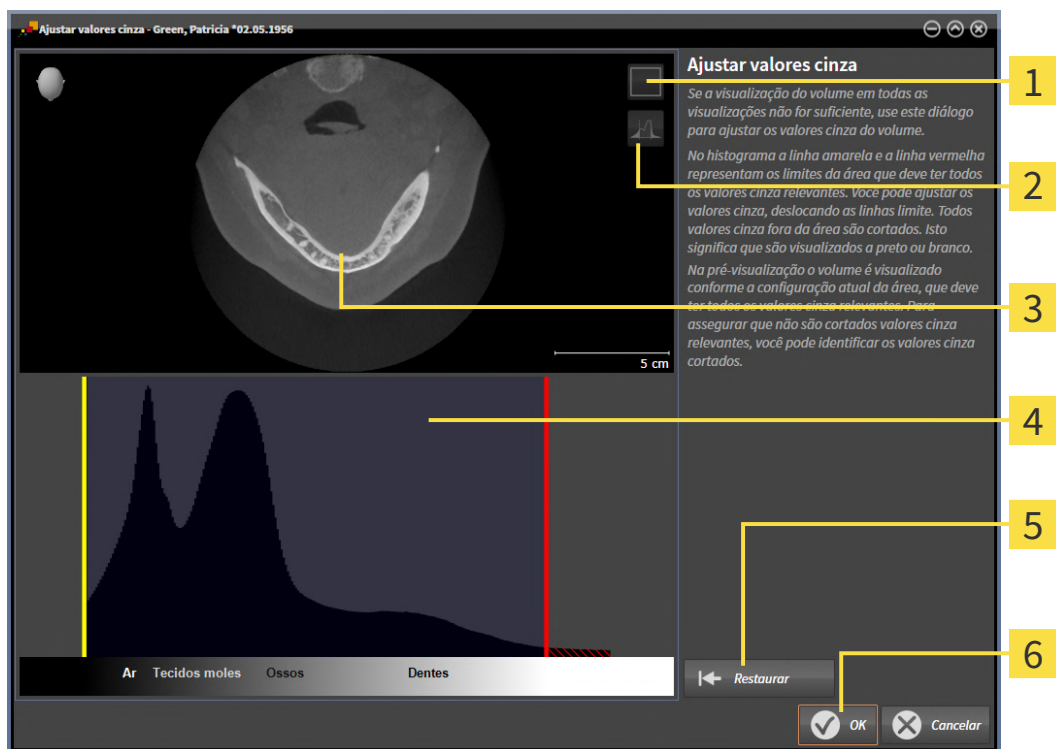 Ajustar valores cinza - Green, Patricia *02.05.1956
5 cm
Ar Tecidos moles Ossos Dentes
Ajustar valores cinza
Se a visualização do volume em todas as
visualizações não for suficiente, use este diálogo
para ajustar os valores cinza do volume.
No histograma a linha amarela e a linha vermelha
representam os limites da área que deve ter todos
os valores cinza relevantes. Você pode ajustar os
valores cinza, deslocando as linhas limite. Todos
valores cinza fora da área são cortados. Isto
significa que são visualizados a preto ou branco.
Na pré-visualização o volume é visualizado
conforme a configuração atual da área, que deve
ter todos os valores cinza relevantes. Para
assegurar que não são cortados valores cinza
relevantes, você pode identificar os valores cinza
cortados.
Restaurar
OK
Cancelar
1
2
3
4
5
6